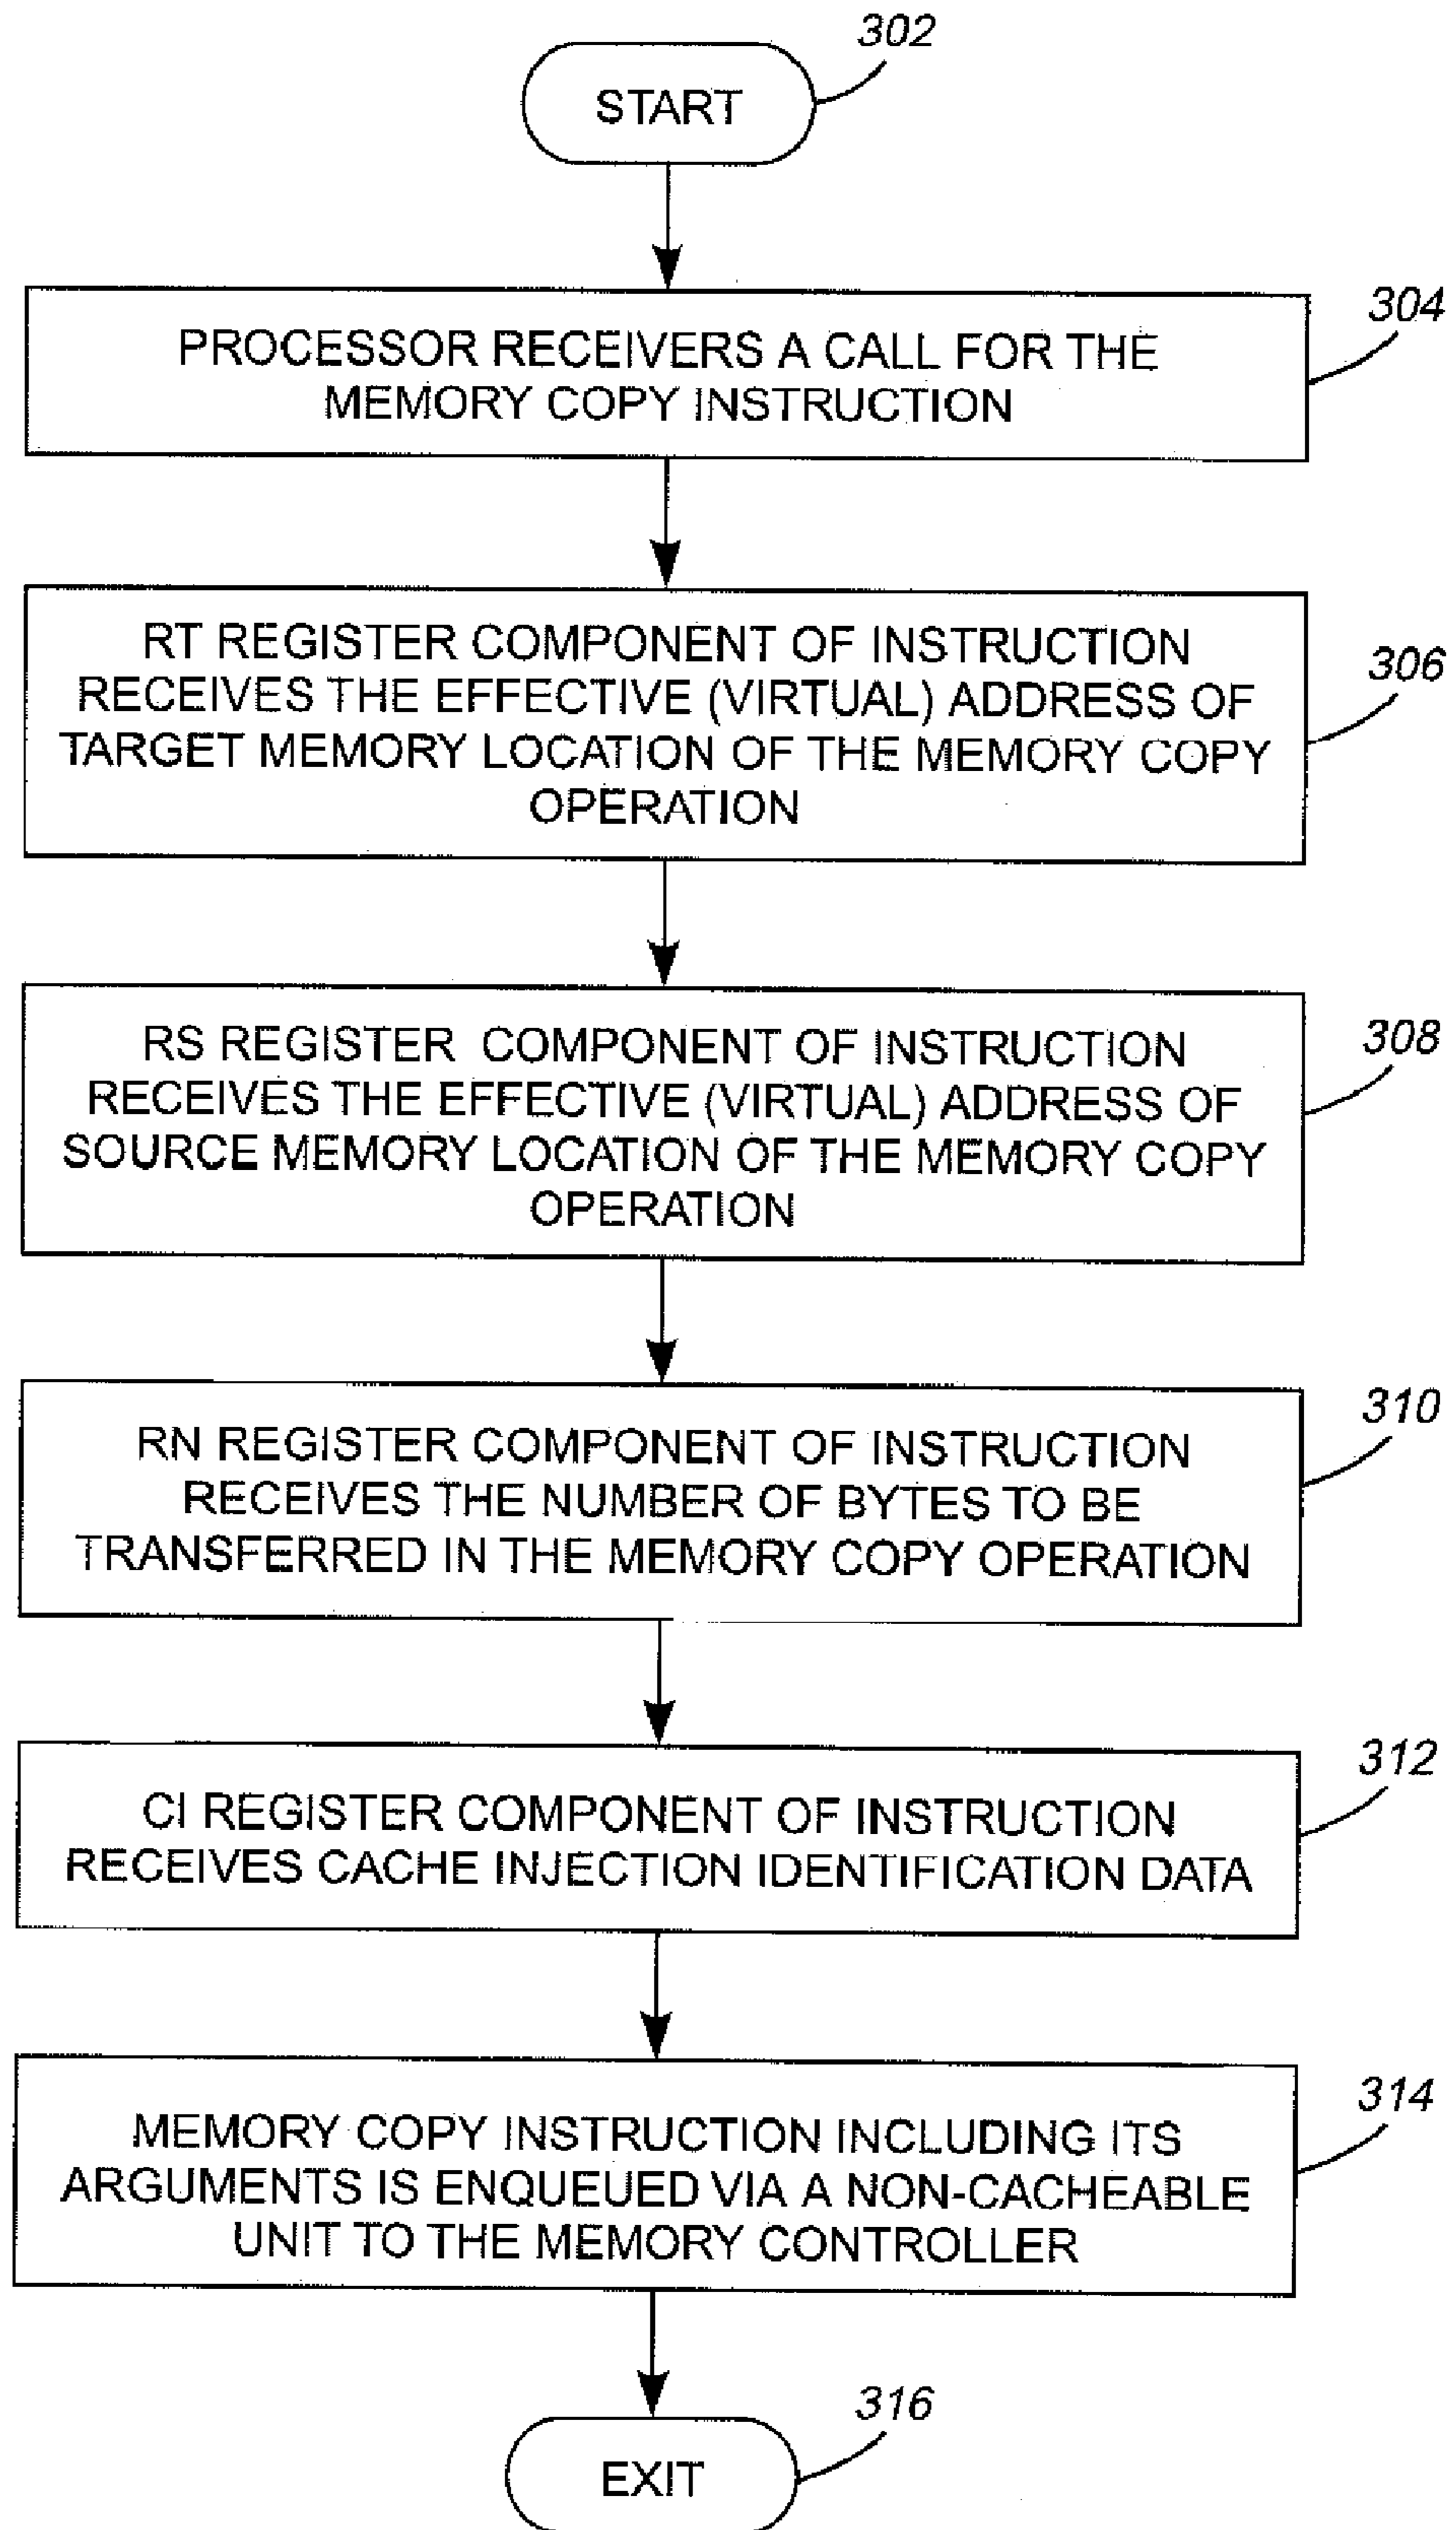 302
START
304
PROCESSOR RECEIVERS A CALL FOR THE
MEMORY COPY INSTRUCTION
306
RT REGISTER COMPONENT OF INSTRUCTION
RECEIVES THE EFFECTIVE (VIRTUAL) ADDRESS OF
TARGET MEMORY LOCATION OF THE MEMORY COPY
OPERATION
308
RS REGISTER COMPONENT OF INSTRUCTION
RECEIVES THE EFFECTIVE (VIRTUAL) ADDRESS OF
SOURCE MEMORY LOCATION OF THE MEMORY COPY
OPERATION
310
RN REGISTER COMPONENT OF INSTRUCTION
RECEIVES THE NUMBER OF BYTES TO BE
TRANSFERRED IN THE MEMORY COPY OPERATION
312
CI REGISTER COMPONENT OF INSTRUCTION
RECEIVES CACHE INJECTION IDENTIFICATION DATA
314
MEMORY COPY INSTRUCTION INCLUDING ITS
ARGUMENTS IS ENQUEUED VIA A NON-CACHEABLE
UNIT TO THE MEMORY CONTROLLER
316
EXIT